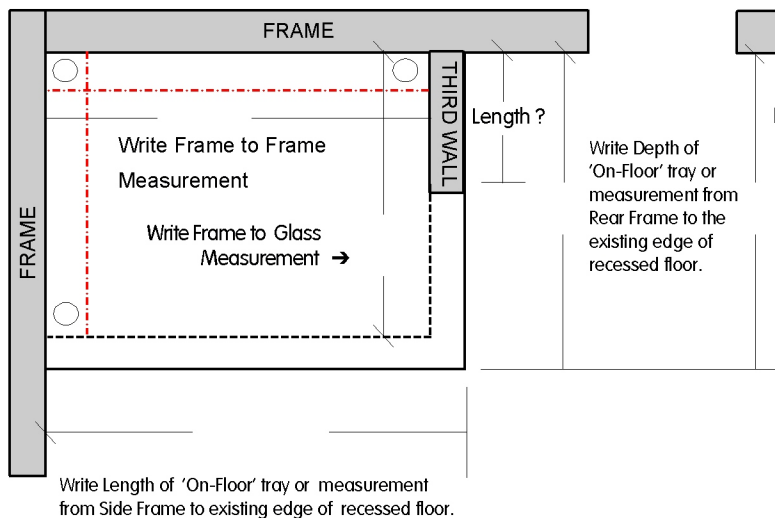 FRAME
FRAME
THIRD WALL
Length ?
Write Frame to Frame
Measurement
Write Frame to Glass
Measurement →
Write Depth of
'On-Floor' tray or
measurement from
Rear Frame to the
existing edge of
recessed floor.
Write Length of 'On-Floor' tray or measurement
from Side Frame to existing edge of recessed floor.